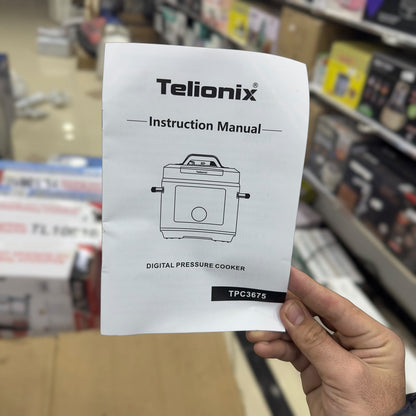 Telionix®
Instruction Manual
DIGITAL PRESSURE COOKER
TPC3675